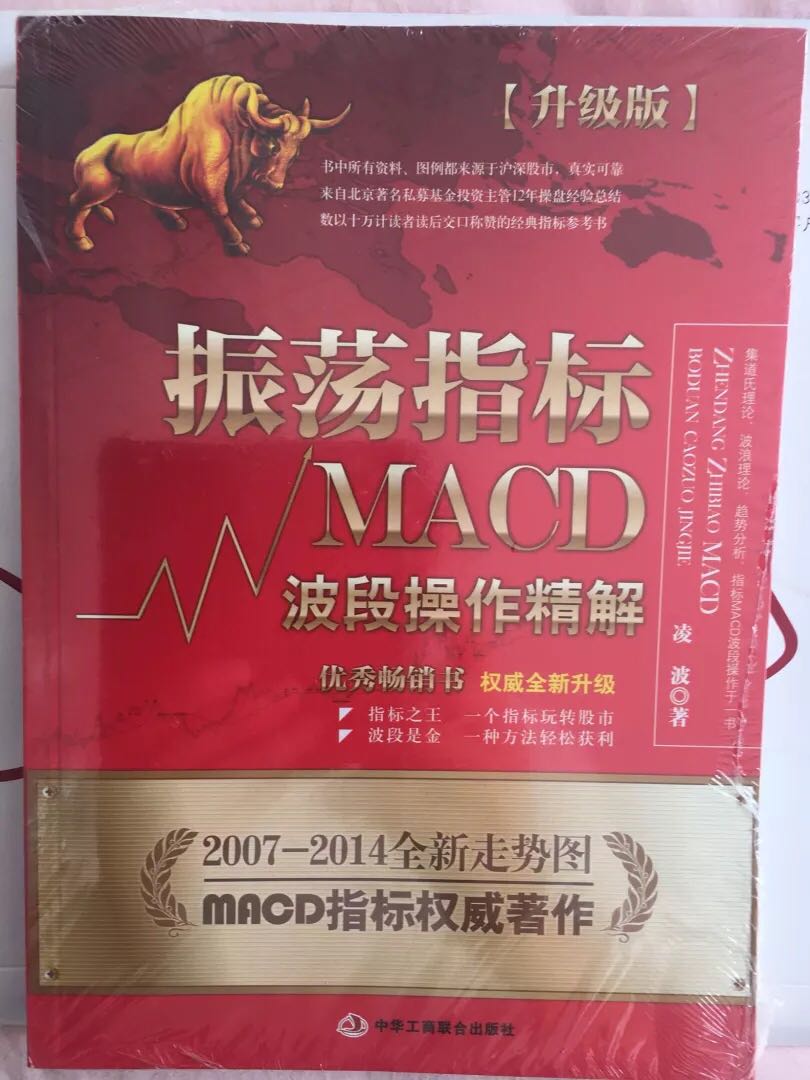 【升级版】
书中所有资料、图例都来源于沪深股市，真实可靠
来自北京著名私募基金投资主管12年操盘经验总结
数以十万计读者读后交口称赞的经典指标参考书
振荡指标
MACD
波段操作精解
集道氏理论、波浪理论、趋势分析、指标MACD波段操作于一书
ZHENDANG ZHIBIAO MACD
BODUAN CAOZUO JINGJIE
凌波◎著
优秀畅销书 权威全新升级
指标之王 一个指标玩转股市
波段是金 一种方法轻松获利
2007-2014全新走势图
MACD指标权威著作
中华工商联合出版社